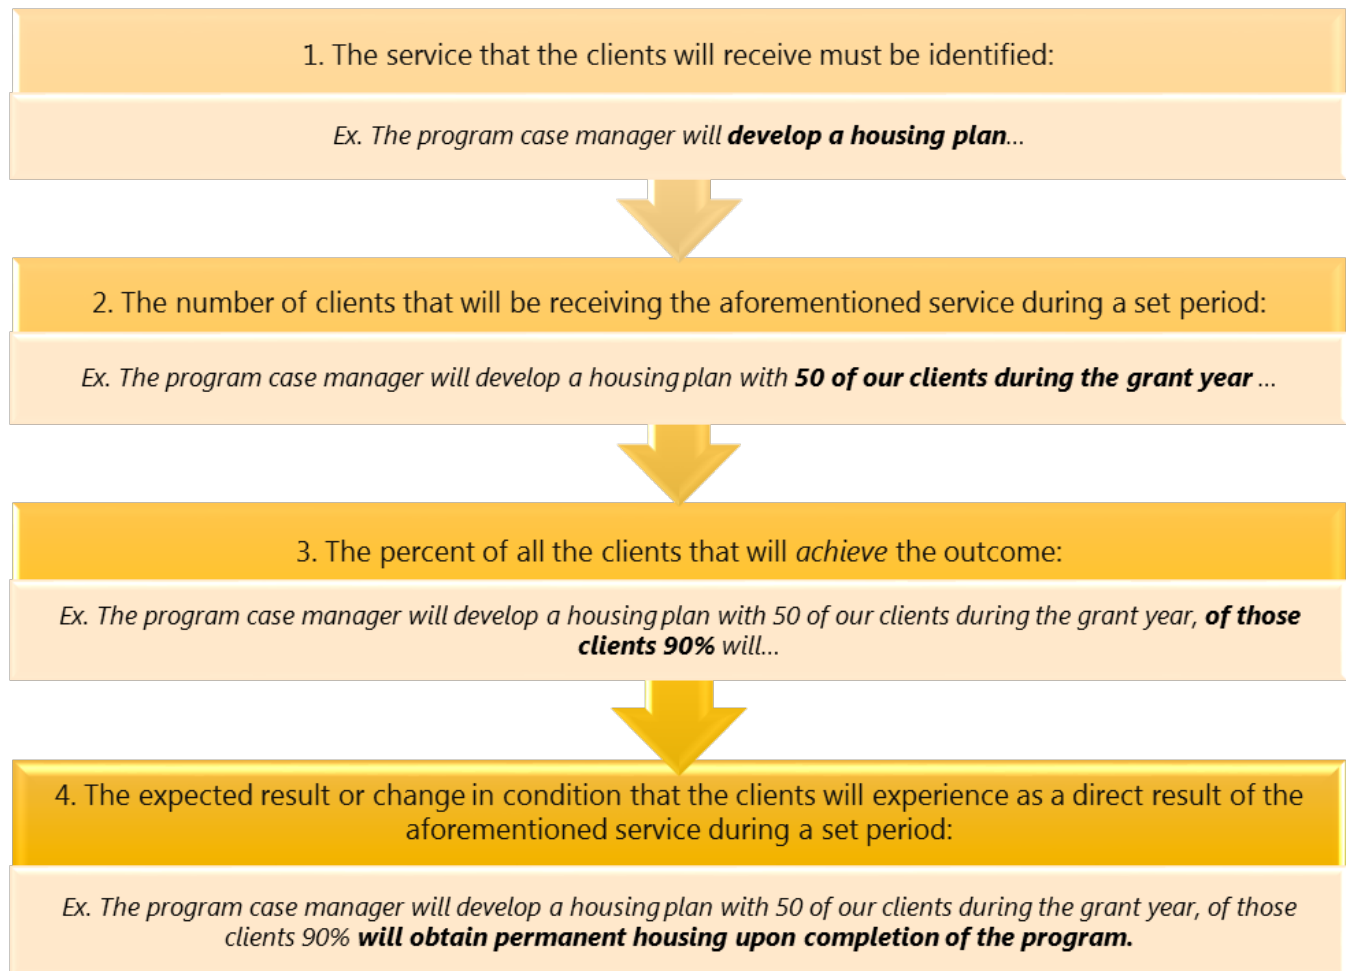 1. The service that the clients will receive must be identified:
Ex. The program case manager will develop a housing plan...
2. The number of clients that will be receiving the aforementioned service during a set period:
Ex. The program case manager will develop a housing plan with 50 of our clients during the grant year ...
3. The percent of all the clients that will achieve the outcome:
Ex. The program case manager will develop a housing plan with 50 of our clients during the grant year, of those
clients 90% will...
4. The expected result or change in condition that the clients will experience as a direct result of the
aforementioned service during a set period:
Ex. The program case manager will develop a housing plan with 50 of our clients during the grant year, of those
clients 90% will obtain permanent housing upon completion of the program.